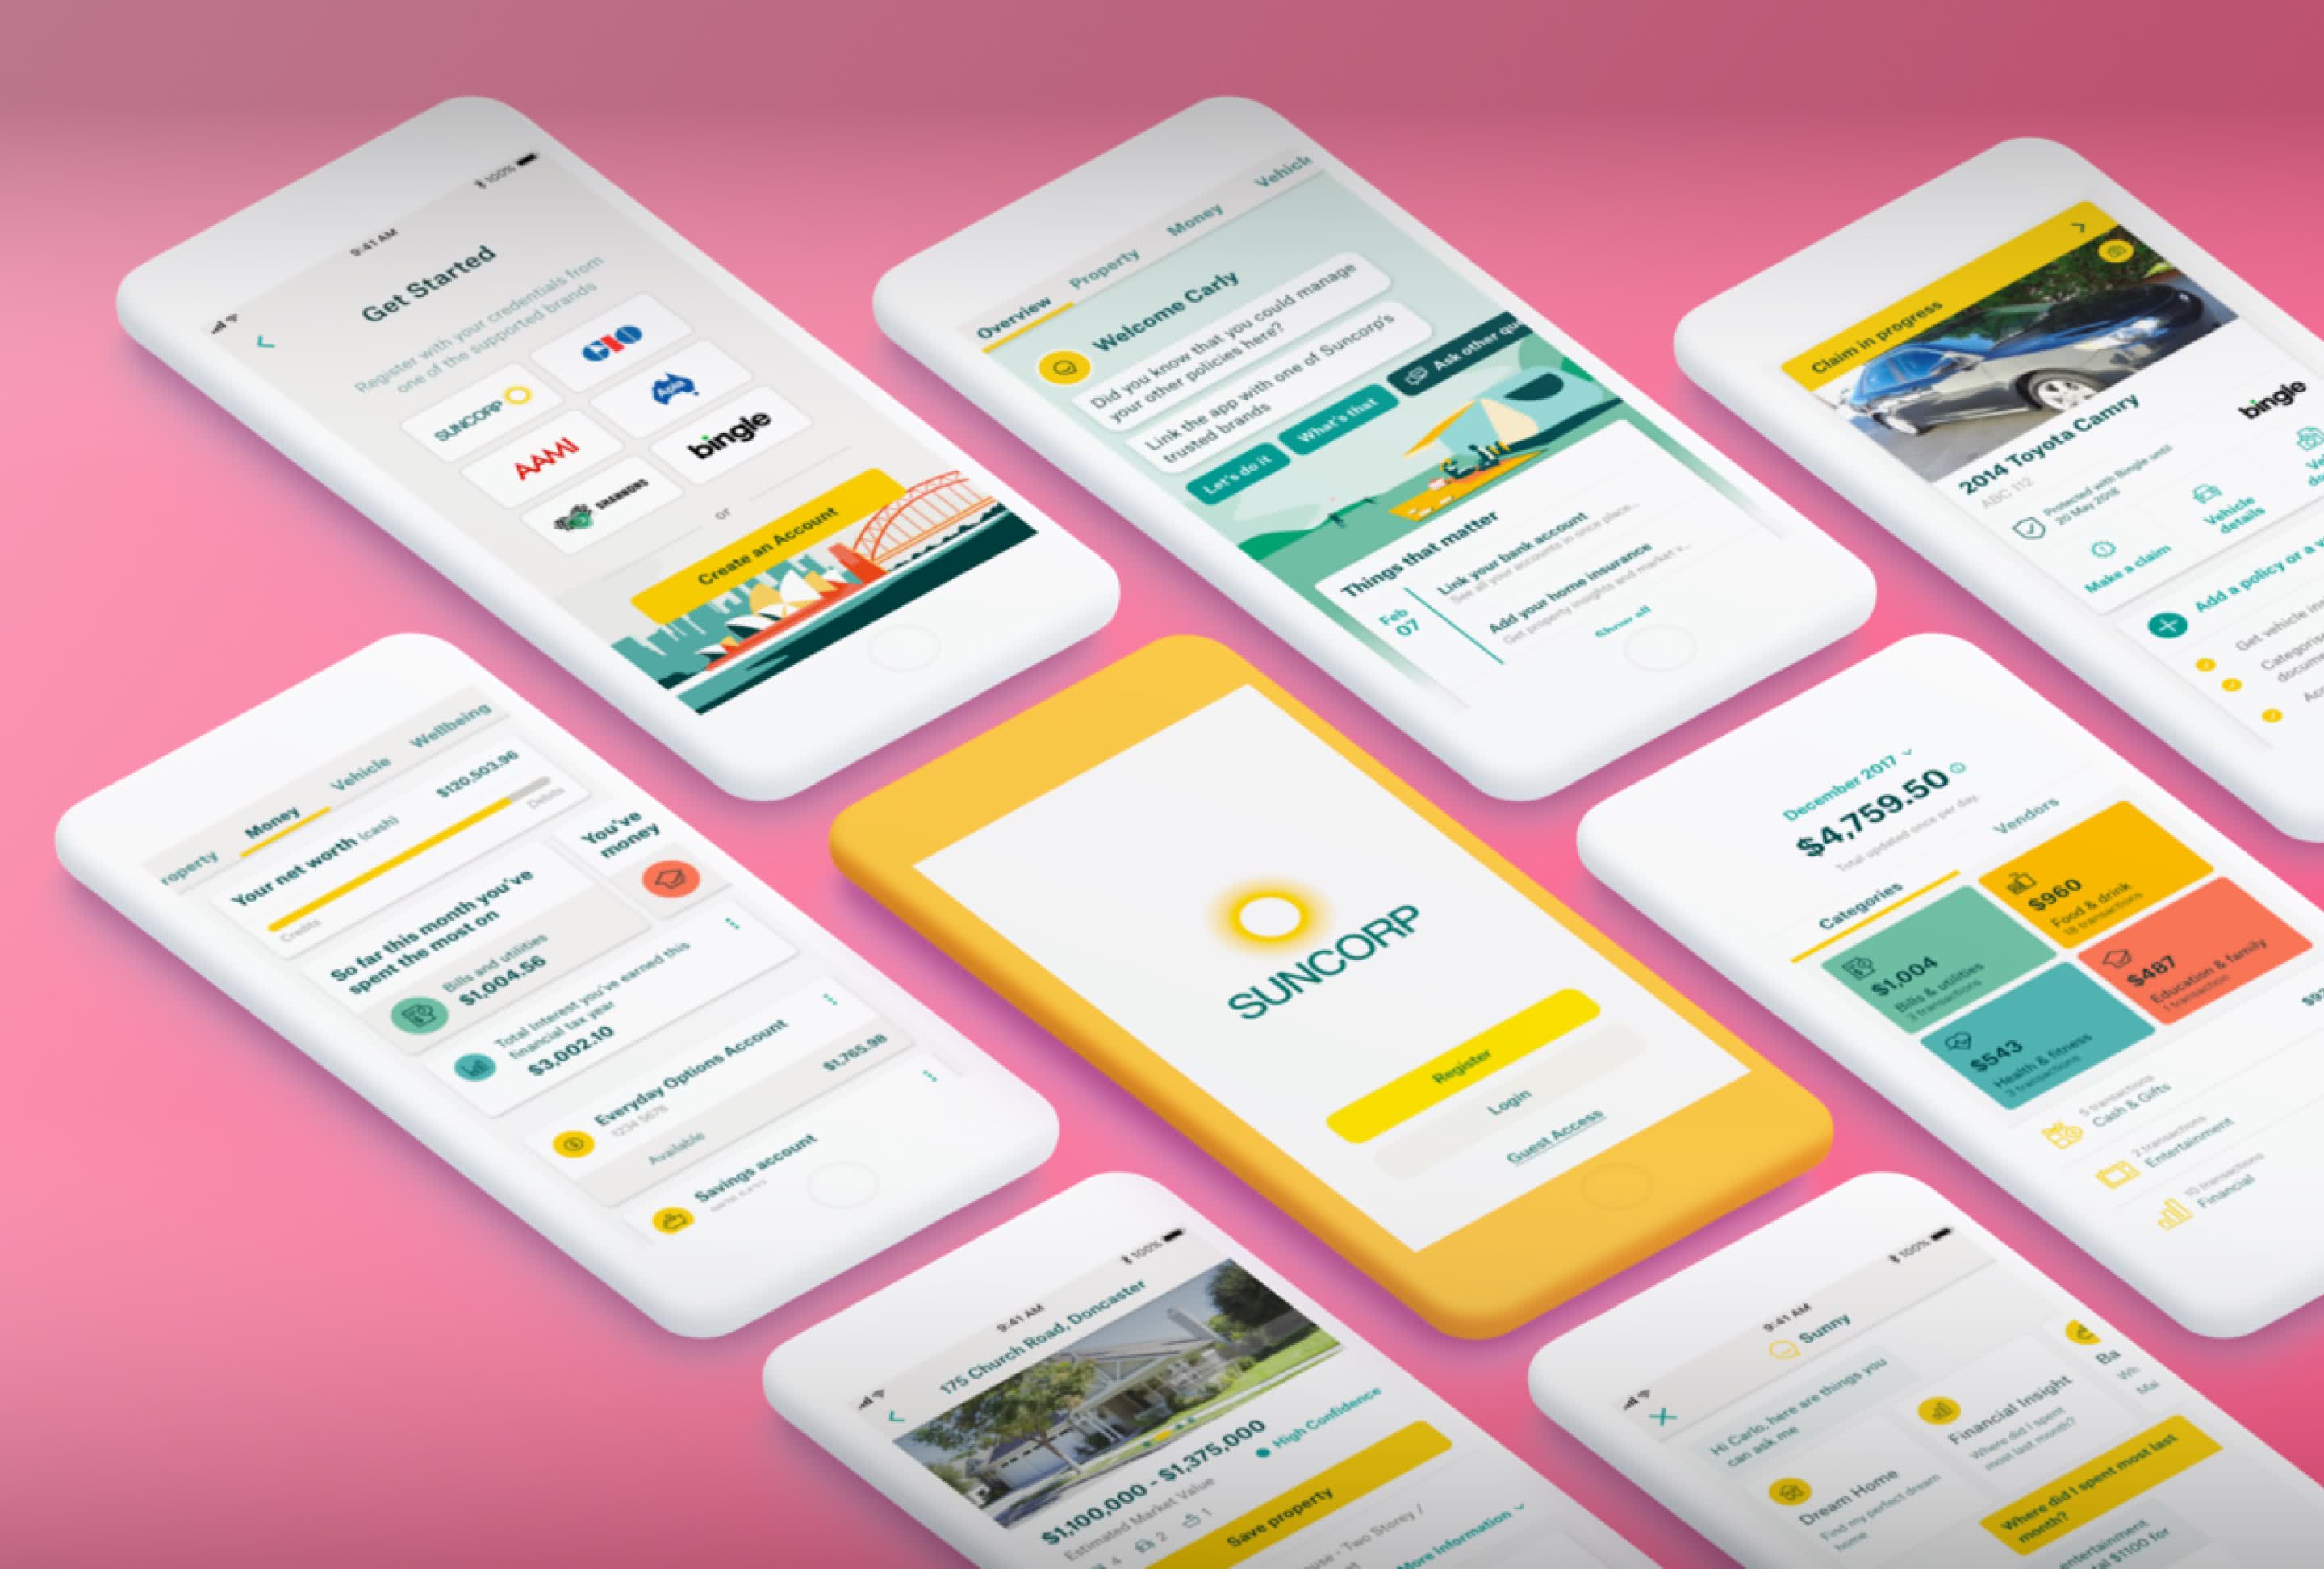 9:41 AM
100%
Get Started
Register with your credentials from
one of the supported brands
SUNCORP
GIO
AAMI
Apia
SHANNONS
bingle
or
Create an Account
Overview
Property
Money
Vehicle
Welcome Carly
Did you know that you could manage
your other policies here?
Link the app with one of Suncorp's
trusted brands
Let's do it
What's that
Ask other
Things that matter
Feb
07
Link your bank account
See all your accounts in once place...
Add your home insurance
Get property insights and market v...
Show all
Claim in progress
2014 Toyota Camry
ABC 112
bingle
Protected with Bingle until
20 May 2018
Make a claim
Vehicle
details
Add a policy or a
Get vehicle
Categoris
docume
roperty
Money
Vehicle
Wellbeing
Your net worth (cash)
$120,503.96
Credits
Debits
So far this month you've
spent the most on
Bills and utilities
$1,004.56
You've
money
Total Interest you've earned this
financial tax year
$3,002.10
Everyday Options Account
1234 5678
Available
$1,765.98
Savings account
SUNCORP
Register
Login
Guest Access
December 2017
$4,759.50
Total updated once per day.
Categories
Vendors
$1,004
Bills & utilities
3 transactions
$960
Food & drink
18 transactions
$543
Health & fitness
3 transactions
$487
Education & family
1 transaction
5 transactions
Cash & Gifts
2 transactions
Entertainment
10 transactions
Financial
9:41 AM
100%
175 Church Road, Doncaster
$1,100,000 - $1,375,000
Estimated Market Value
High Confidence
4
2
1
Save property
Two Storey /
More Information
9:41 AM
100%
Sunny
Hi Carlo, here are things you
can ask me
Dream Home
Find my perfect dream
home
Financial Insight
Where did I spent
most last month?
Ba
Wh
Mai
Where did I spent most last
month?
entertainment
$1100 for